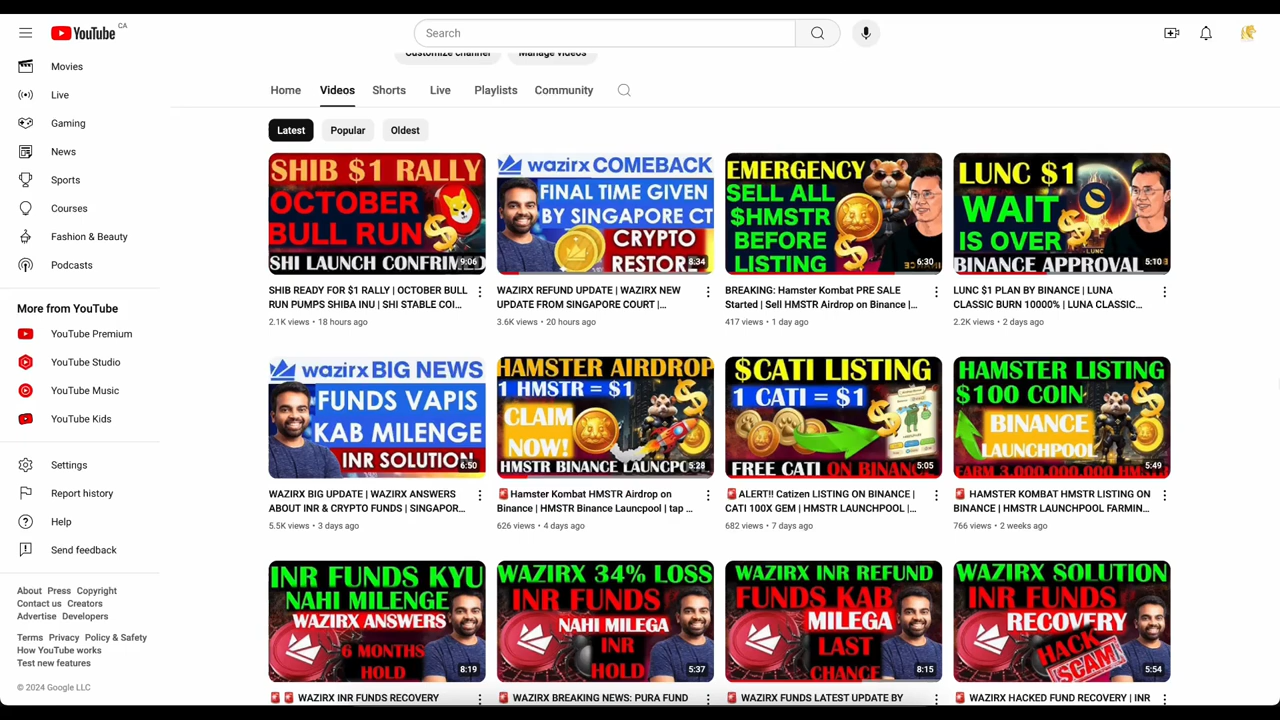 YouTube CA
Search
Movies
Live
Gaming
News
Sports
Courses
Fashion & Beauty
Podcasts
More from YouTube
YouTube Premium
YouTube Studio
YouTube Music
YouTube Kids
Settings
Report history
Help
Send feedback
About Press Copyright
Contact us Creators
Advertise Developers
Terms Privacy Policy & Safety
How YouTube works
Test new features
© 2024 Google LLC
Customize channel Manage videos
Home Videos Shorts Live Playlists Community
Latest Popular Oldest
SHIB $1 RALLY
OCTOBER
BULL RUN
9:06
SHI LAUNCH CONFIRMED
SHIB READY FOR $1 RALLY | OCTOBER BULL
RUN PUMPS SHIBA INU | SHI STABLE COI...
2.1K views • 18 hours ago
wazirx COMEBACK
FINAL TIME GIVEN
BY SINGAPORE CT
CRYPTO
RESTORE
8:34
WAZIRX REFUND UPDATE | WAZIRX NEW
UPDATE FROM SINGAPORE COURT |...
3.6K views • 20 hours ago
EMERGENCY
SELL ALL
$HMSTR
BEFORE
LISTING
6:30
BREAKING: Hamster Kombat PRE SALE
Started | Sell HMSTR Airdrop on Binance |...
417 views • 1 day ago
LUNC $1
WAIT
IS OVER
LUNC
5:10
BINANCE APPROVAL
LUNC $1 PLAN BY BINANCE | LUNA
CLASSIC BURN 10000% | LUNA CLASSIC...
2.2K views • 2 days ago
wazirx BIG NEWS
FUNDS VAPIS
KAB MILENGE
INR SOLUTION
6:50
WAZIRX BIG UPDATE | WAZIRX ANSWERS
ABOUT INR & CRYPTO FUNDS | SINGAPOR...
5.5K views • 3 days ago
HAMSTER AIRDROP
1 HMSTR = $1
CLAIM
NOW!
HMSTR BINANCE LAUNCPO
5:28
🚨Hamster Kombat HMSTR Airdrop on
Binance | HMSTR Binance Launcpool | tap ...
626 views • 4 days ago
$CATI LISTING
1 CATI = $1
FREE CATI ON BINANCE
5:05
🚨ALERT!! Catizen LISTING ON BINANCE |
CATI 100X GEM | HMSTR LAUNCHPOOL |...
682 views • 7 days ago
HAMSTER LISTING
$100 COIN
BINANCE
LAUNCHPOOL
FARM 3,000,000,000 HMS
5:49
🚨 HAMSTER KOMBAT HMSTR LISTING ON
BINANCE | HMSTR LAUNCHPOOL FARMIN...
766 views • 2 weeks ago
INR FUNDS KYU
NAHI MILENGE
WAZIRX ANSWERS
6 MONTHS
HOLD
8:19
🚨 🚨 WAZIRX INR FUNDS RECOVERY
WAZIRX 34% LOSS
INR FUNDS
NAHI MILEGA
INR
HOLD
5:37
🚨 WAZIRX BREAKING NEWS: PURA FUND
WAZIRX INR REFUND
FUNDS KAB
MILEGA
LAST
CHANCE
8:15
🚨 WAZIRX FUNDS LATEST UPDATE BY
WAZIRX SOLUTION
INR FUNDS
RECOVERY
HACK
SCAM!
5:54
🚨 WAZIRX HACKED FUND RECOVERY | INR